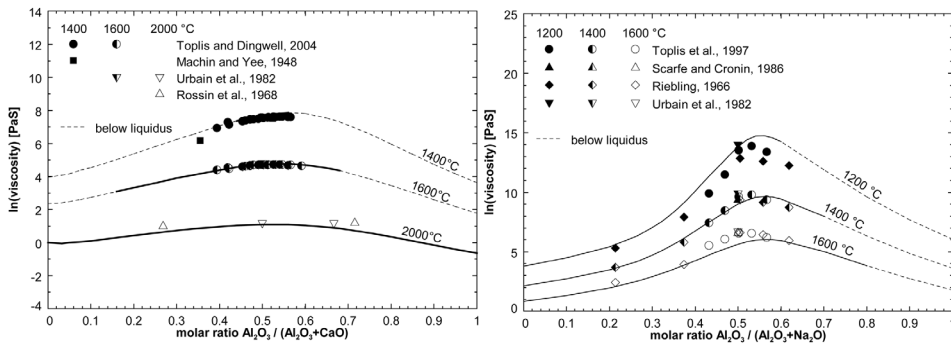 14
12
10
8
6
4
2
0
-2
-4
ln(viscosity) [PaS]
1400 1600 2000 °C
Toplis and Dingwell, 2004
Machin and Yee, 1948
Urbain et al., 1982
Rossin et al., 1968
below liquidus
1400°C
1600°C
2000°C
0 0.1 0.2 0.3 0.4 0.5 0.6 0.7 0.8 0.9 1
molar ratio Al₂O₃ / (Al₂O₃+CaO)
25
20
15
10
5
0
ln(viscosity) [PaS]
1200 1400 1600 °C
Toplis et al., 1997
Scarfe and Cronin, 1986
Riebling, 1966
Urbain et al., 1982
below liquidus
1200 °C
1400 °C
1600 °C
0 0.1 0.2 0.3 0.4 0.5 0.6 0.7 0.8 0.9 1
molar ratio Al₂O₃ / (Al₂O₃+Na₂O)